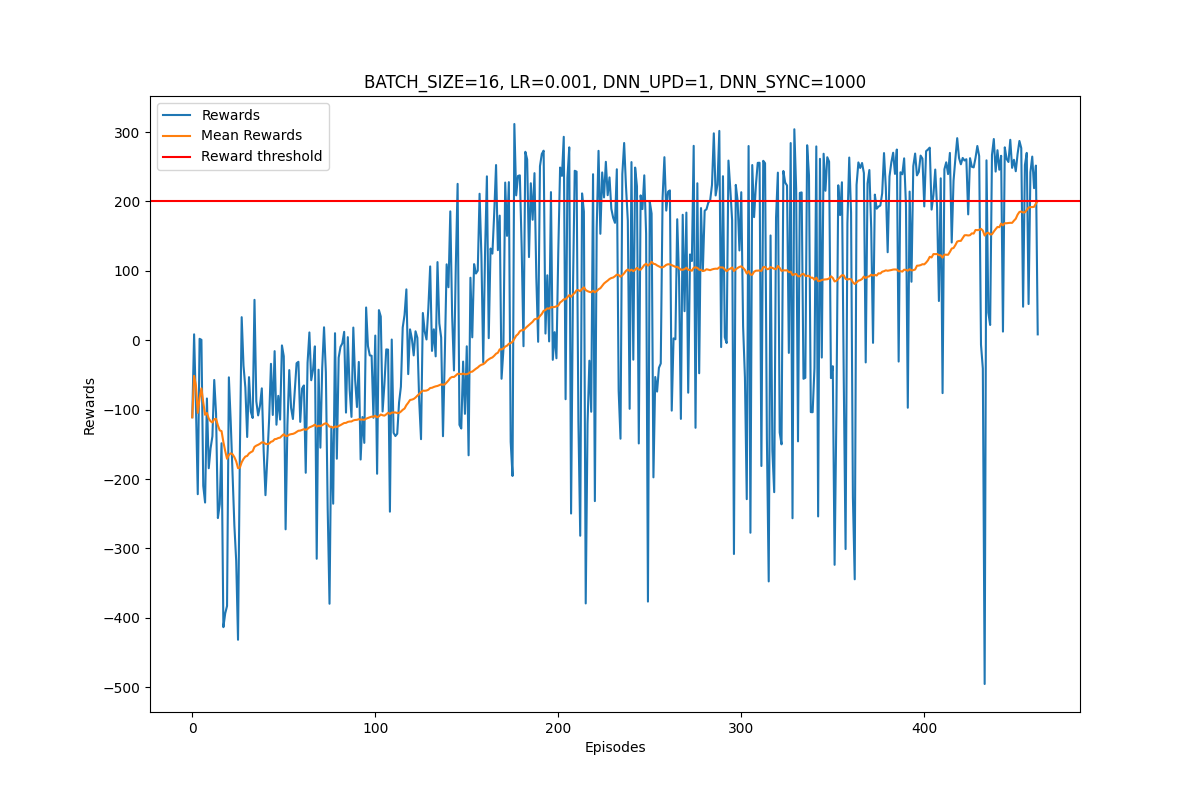 BATCH_SIZE=16, LR=0.001, DNN_UPD=1, DNN_SYNC=1000
Rewards
Mean Rewards
Reward threshold
300
200
100
0
−100
−200
−300
−400
−500
Rewards
0 100 200 300 400
Episodes